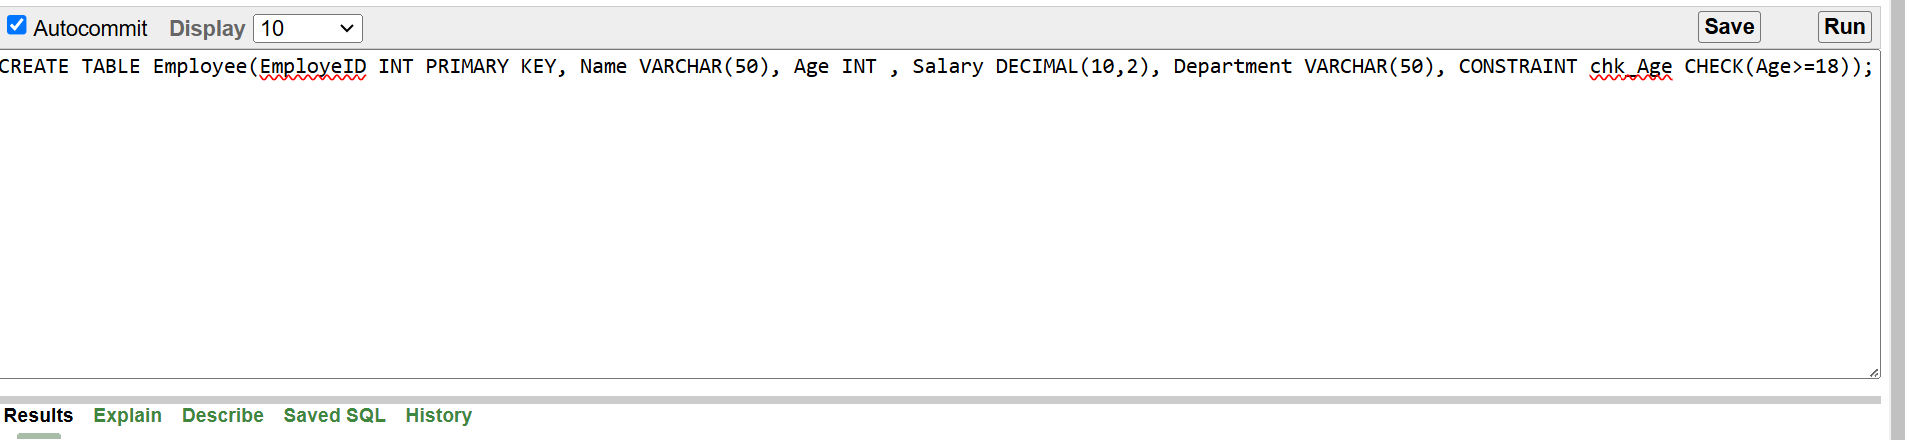 Autocommit Display 10 Save Run
CREATE TABLE Employee(EmployeID INT PRIMARY KEY, Name VARCHAR(50), Age INT , Salary DECIMAL(10,2), Department VARCHAR(50), CONSTRAINT chk_Age CHECK(Age>=18));
Results Explain Describe Saved SQL History